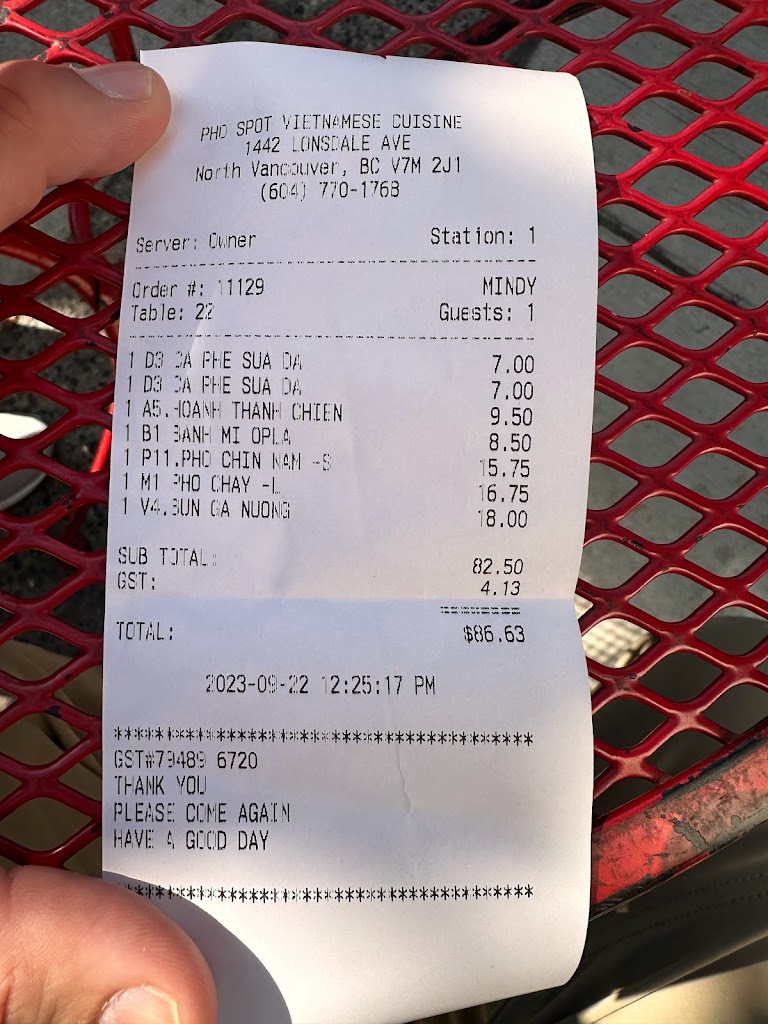 PHO SPOT VIETNAMESE CUISINE
1442 LONSDALE AVE
North Vancouver, BC V7M 2J1
(604) 770-1768
Server: Owner Station: 1
Order #: 11129 MINDY
Table: 22 Guests: 1
1 D3 CA PHE SUA DA 7.00
1 D3 CA PHE SUA DA 7.00
1 A5.HOANH THANH CHIEN 9.50
1 B1 BANH MI OPLA 8.50
1 P11.PHO CHIN NAM -S 15.75
1 M1 PHO CHAY -L 16.75
1 V4.BUN GA NUONG 18.00
SUB TOTAL: 82.50
GST: 4.13
TOTAL: $86.63
2023-09-22 12:25:17 PM
*****************************************
GST#79489 6720
THANK YOU
PLEASE COME AGAIN
HAVE A GOOD DAY
*****************************************